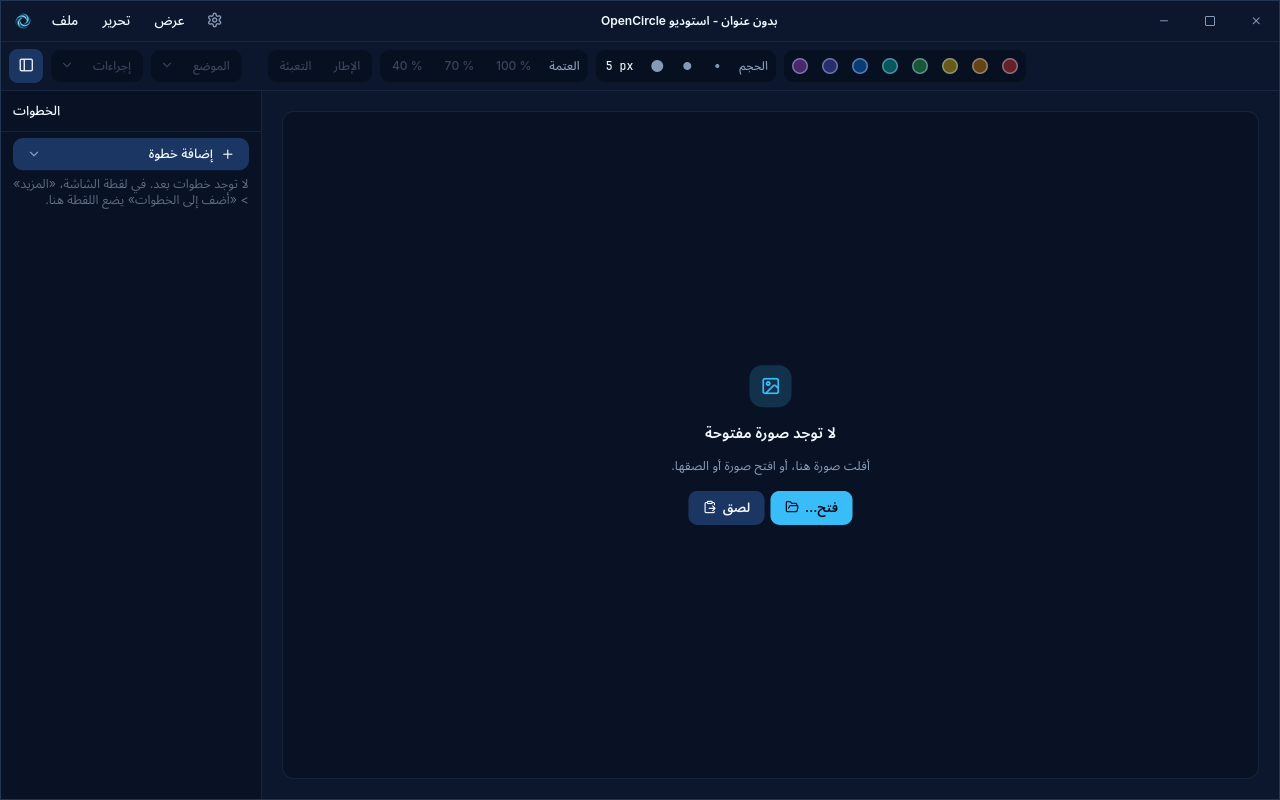 ملف
تحرير
عرض
بدون عنوان - استوديو OpenCircle
إجراءات
الموضع
التعبئة
الإطار
40 %
70 %
100 %
العتمة
5 px
الحجم
الخطوات
إضافة خطوة
لا توجد خطوات بعد. في لقطة الشاشة، «المزيد»
> «أضف إلى الخطوات» يضع اللقطة هنا.
لا توجد صورة مفتوحة
أفلت صورة هنا، أو افتح صورة أو الصقها.
فتح...
لصق